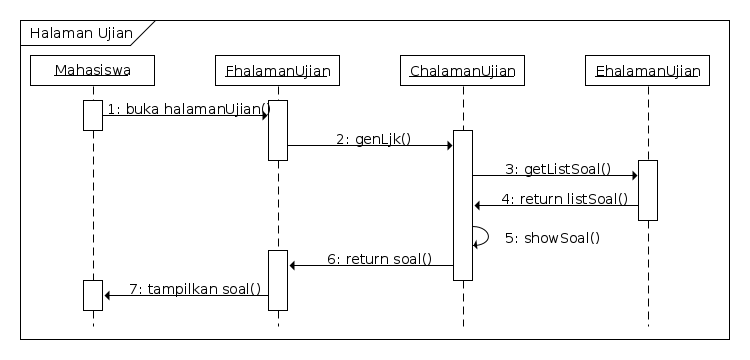 Halaman Ujian
Mahasiswa
FhalamanUjian
ChalamanUjian
EhalamanUjian
1: buka halamanUjian()
2: genLjk()
3: getListSoal()
4: return listSoal()
5: showSoal()
6: return soal()
7: tampilkan soal()